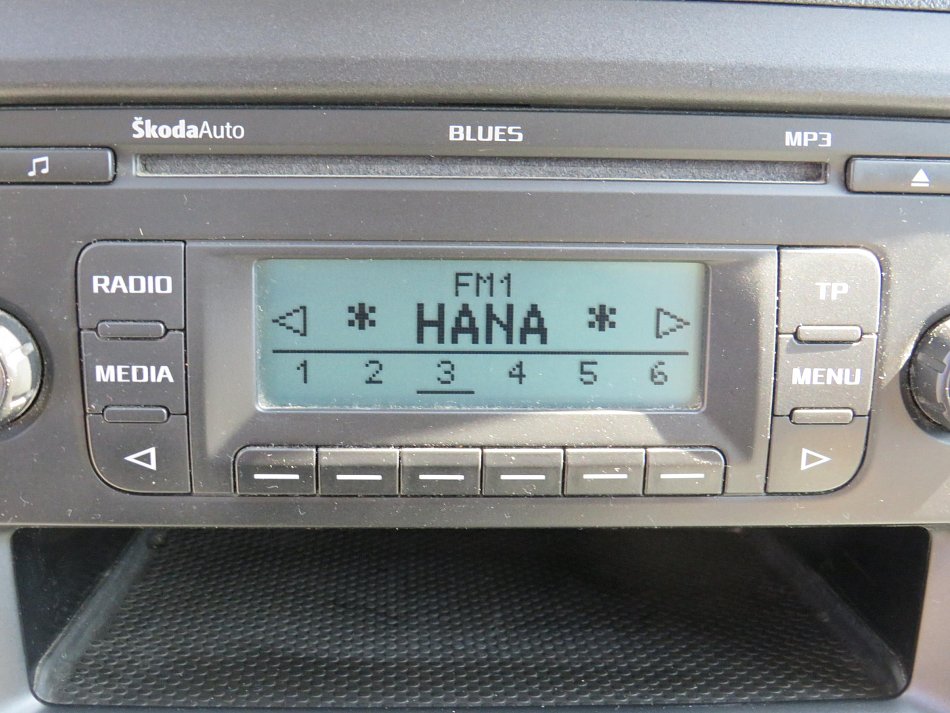 ŠkodaAuto BLUES MP3
RADIO
MEDIA
FM1
* HANA *
1 2 3 4 5 6
TP
MENU